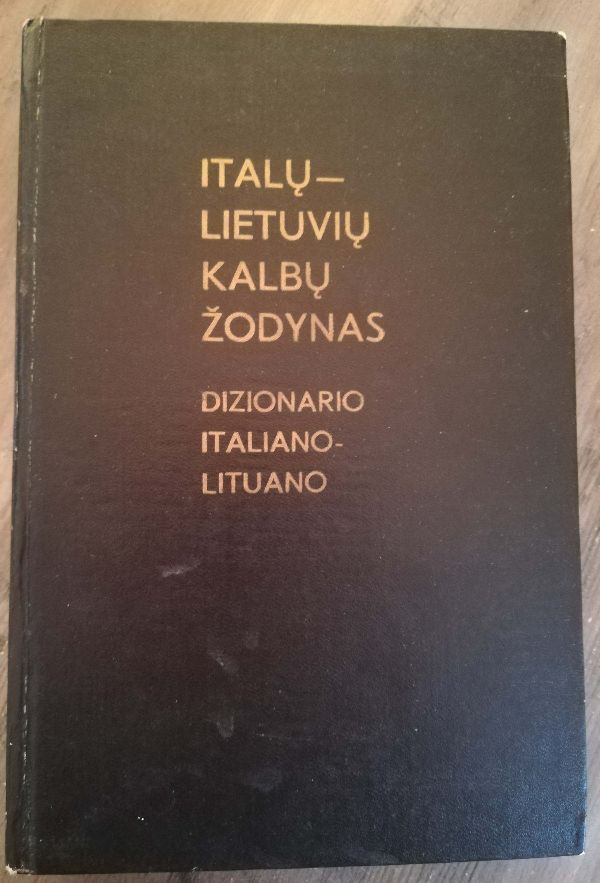 ITALŲ–
LIETUVIŲ
KALBŲ
ŽODYNAS
DIZIONARIO
ITALIANO-
LITUANO